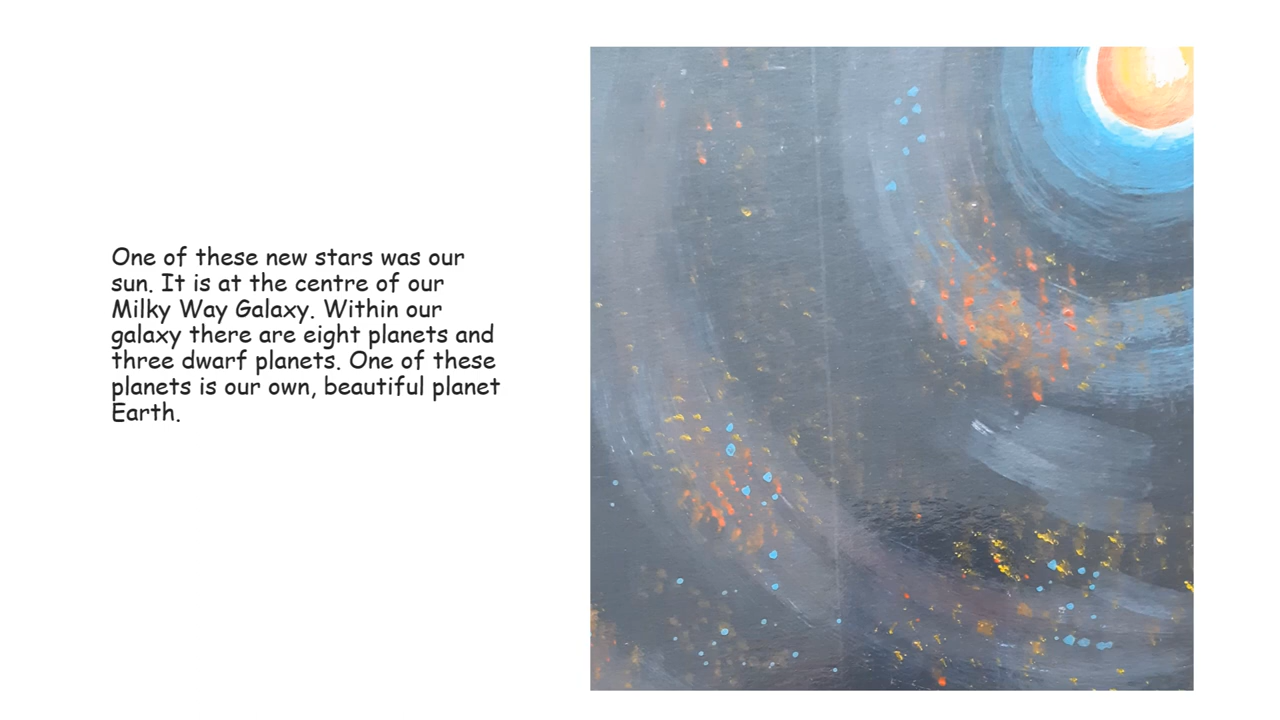 One of these new stars was our
sun. It is at the centre of our
Milky Way Galaxy. Within our
galaxy there are eight planets and
three dwarf planets. One of these
planets is our own, beautiful planet
Earth.